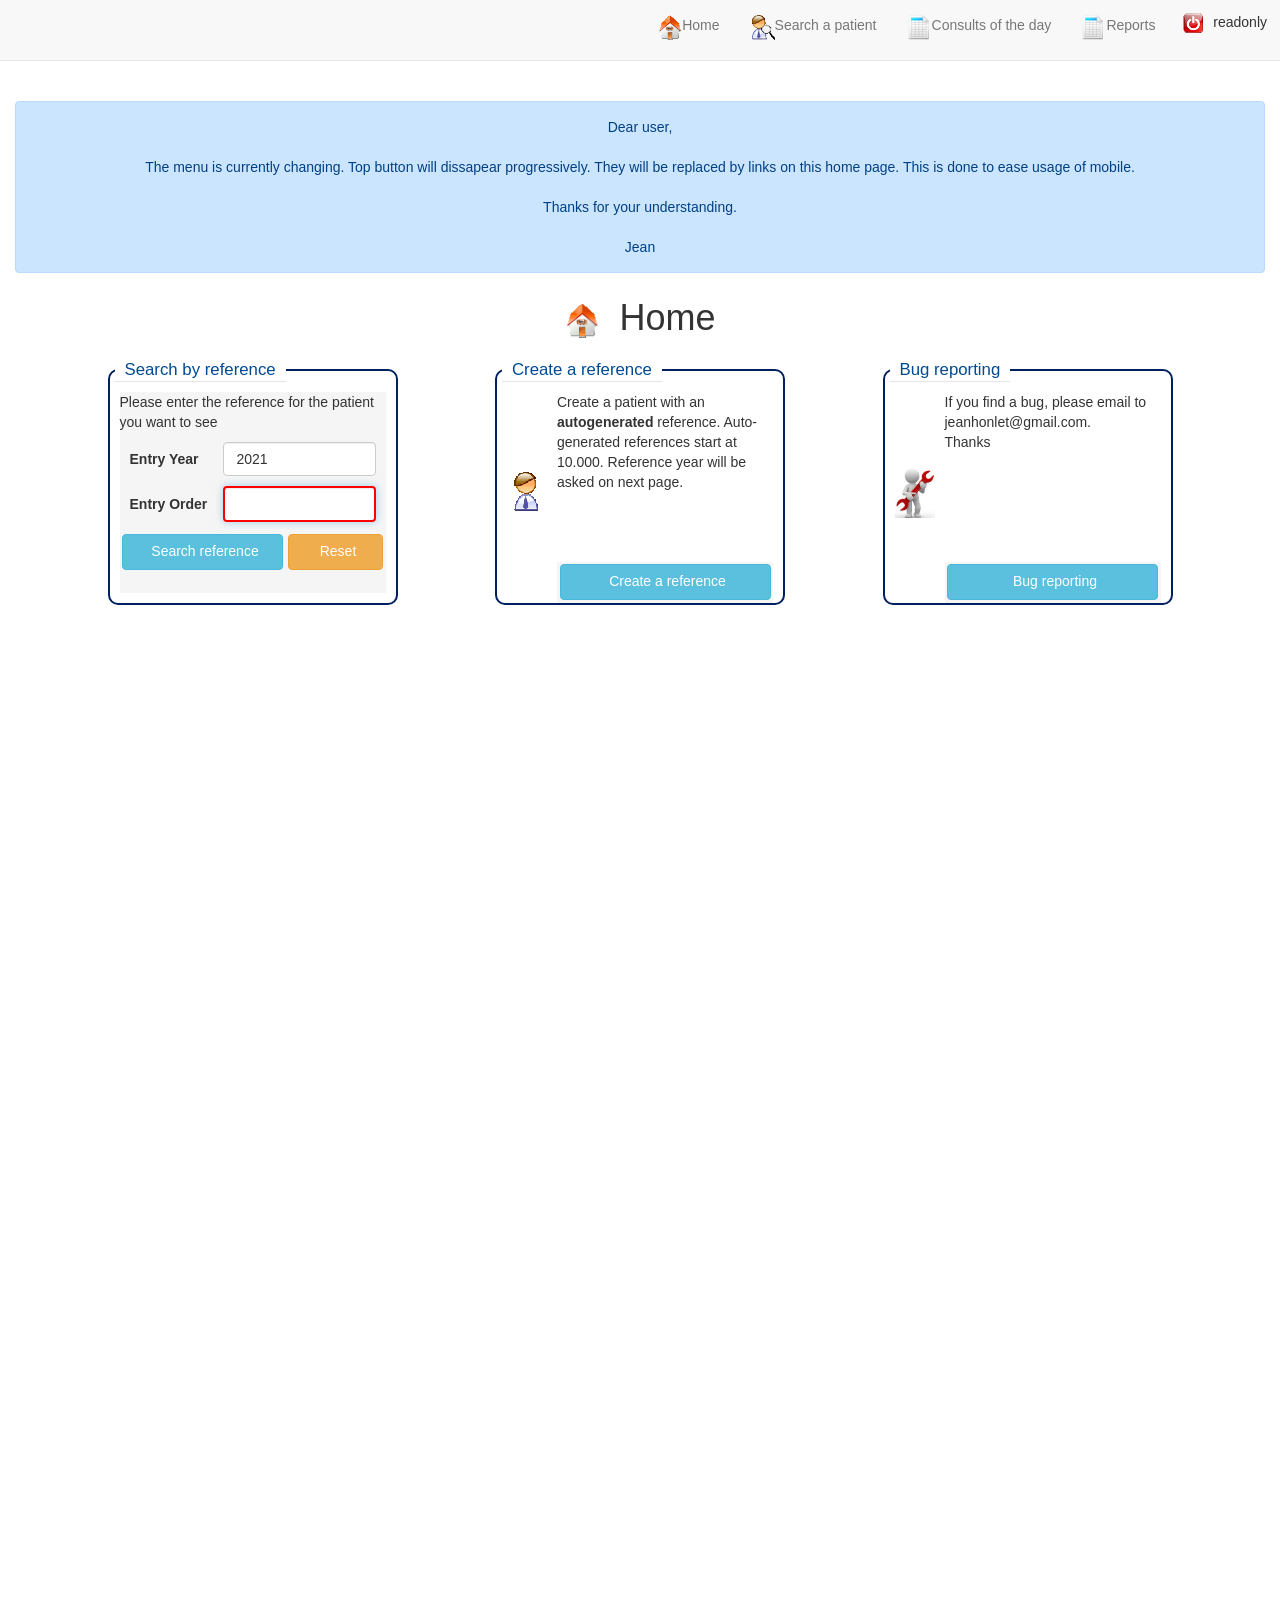 Home
Search a patient
Consults of the day
Reports
readonly
Dear user,
The menu is currently changing. Top button will dissapear progressively. They will be replaced by links on this home page. This is done to ease usage of mobile.
Thanks for your understanding.
Jean
Home
Search by reference
Please enter the reference for the patient
you want to see
Entry Year
2021
Entry Order
Search reference
Reset
Create a reference
Create a patient with an
autogenerated reference. Auto-
generated references start at
10.000. Reference year will be
asked on next page.
Create a reference
Bug reporting
If you find a bug, please email to
jeanhonlet@gmail.com.
Thanks
Bug reporting